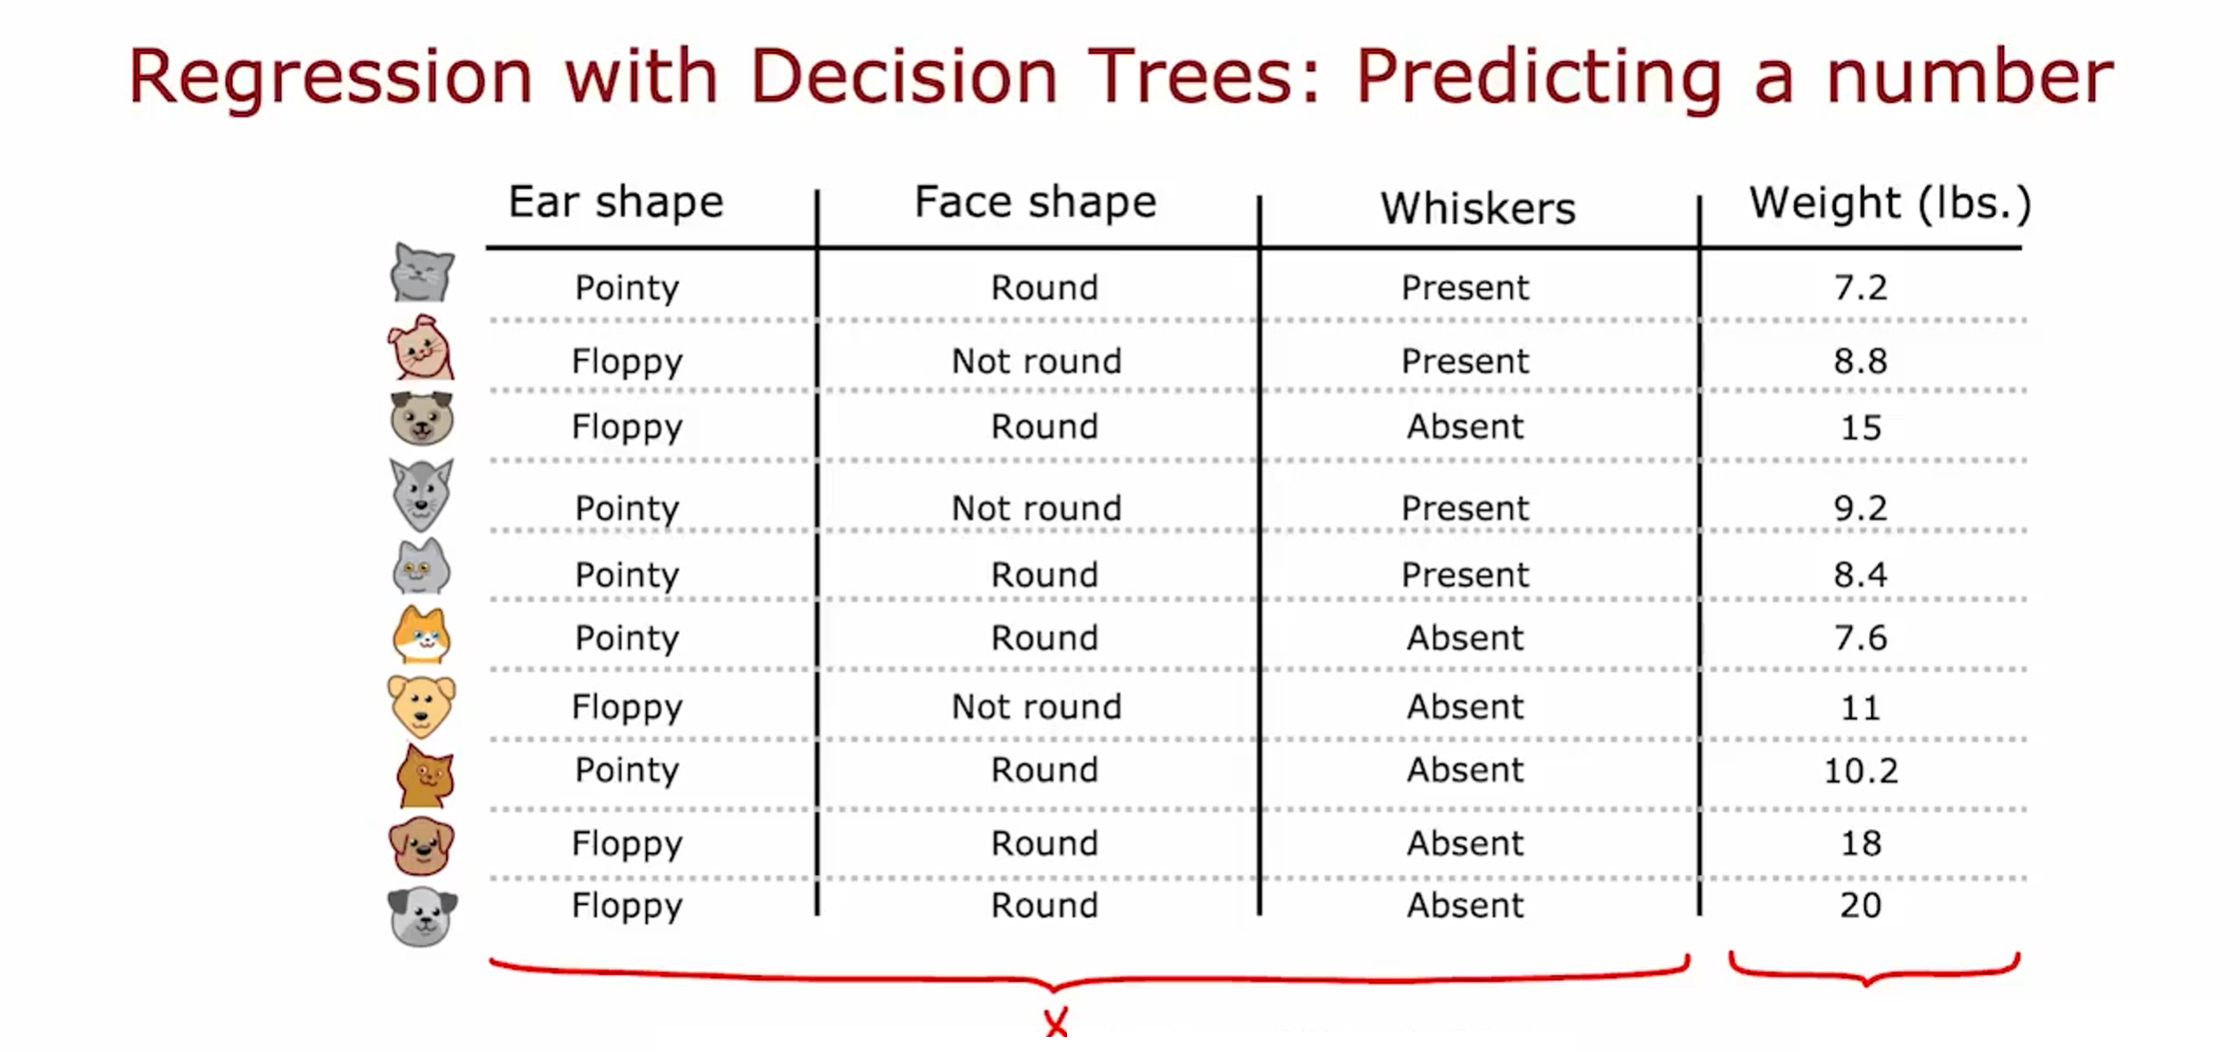 Regression with Decision Trees: Predicting a number
Ear shape Face shape Whiskers Weight (lbs.)
Pointy Round Present 7.2
Floppy Not round Present 8.8
Floppy Round Absent 15
Pointy Not round Present 9.2
Pointy Round Present 8.4
Pointy Round Absent 7.6
Floppy Not round Absent 11
Pointy Round Absent 10.2
Floppy Round Absent 18
Floppy Round Absent 20
X